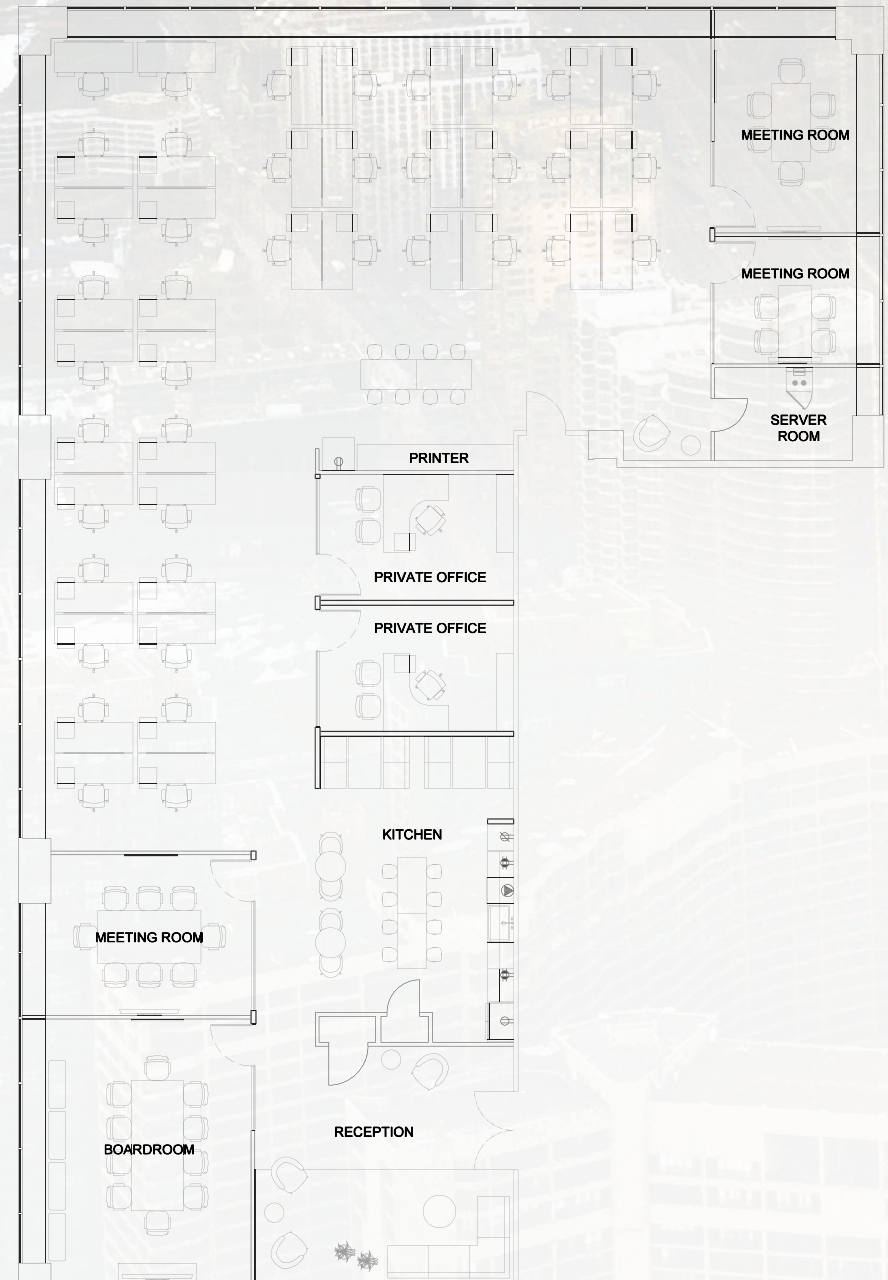 MEETING ROOM
MEETING ROOM
SERVER
ROOM
PRINTER
PRIVATE OFFICE
PRIVATE OFFICE
KITCHEN
MEETING ROOM
RECEPTION
BOARDROOM